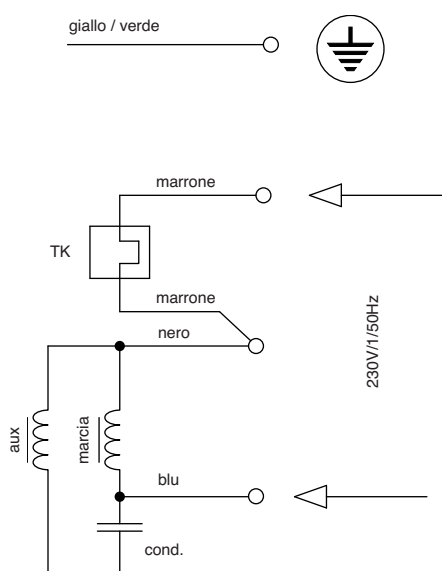 giallo / verde
marrone
TK
marrone
nero
230V/1/50Hz
aux
marcia
blu
cond.